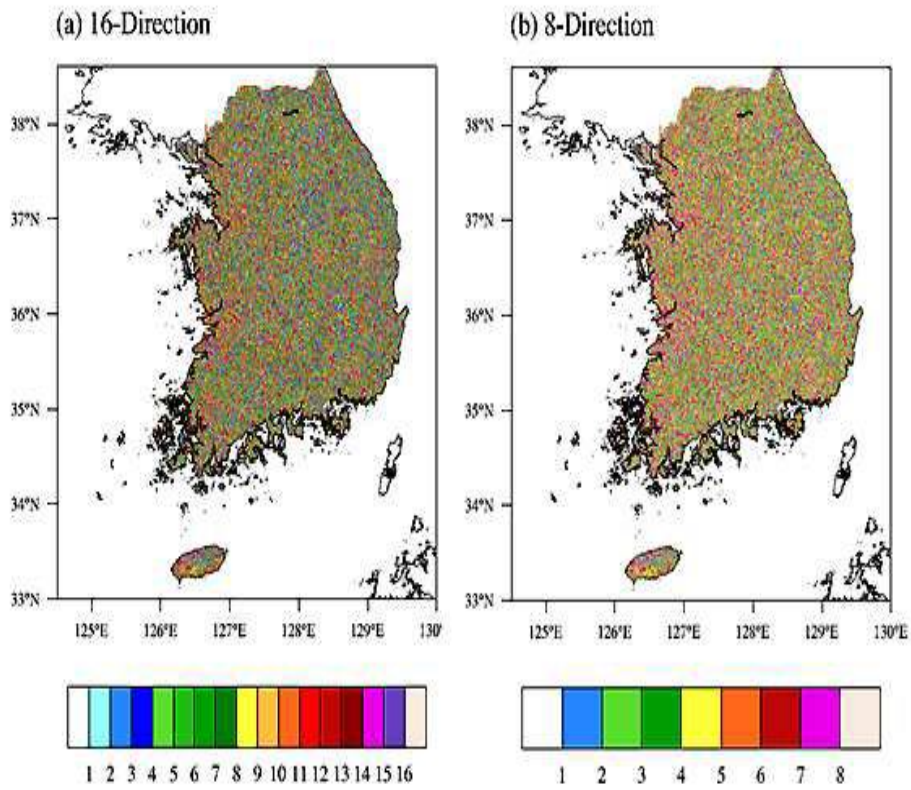 (a) 16-Direction
(b) 8-Direction
38°N
37°N
36°N
35°N
34°N
33°N
125°E 126°E 127°E 128°E 129°E 130°
38°N
37°N
36°N
35°N
34°N
33°N
125°E 126°E 127°E 128°E 129°E 130°E
1 2 3 4 5 6 7 8 9 10 11 12 13 14 15 16
1 2 3 4 5 6 7 8